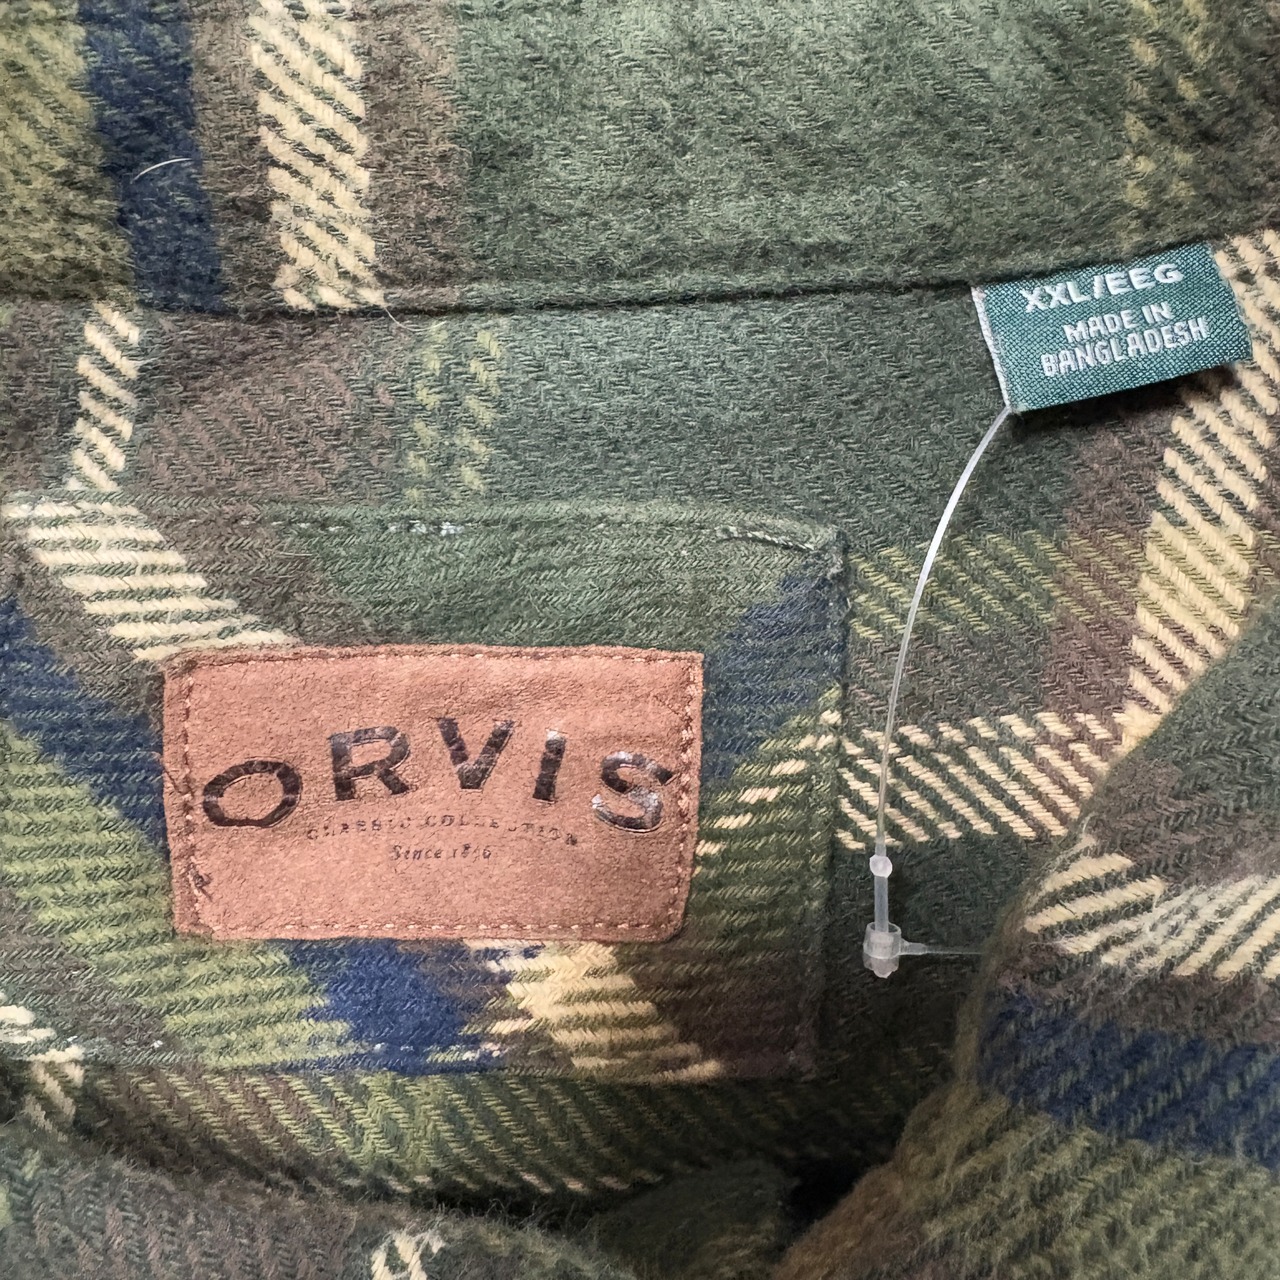 XXL/EEG
MADE IN
BANGLADESH
ORVIS
CLASSIC COLLECTION
Since 1856